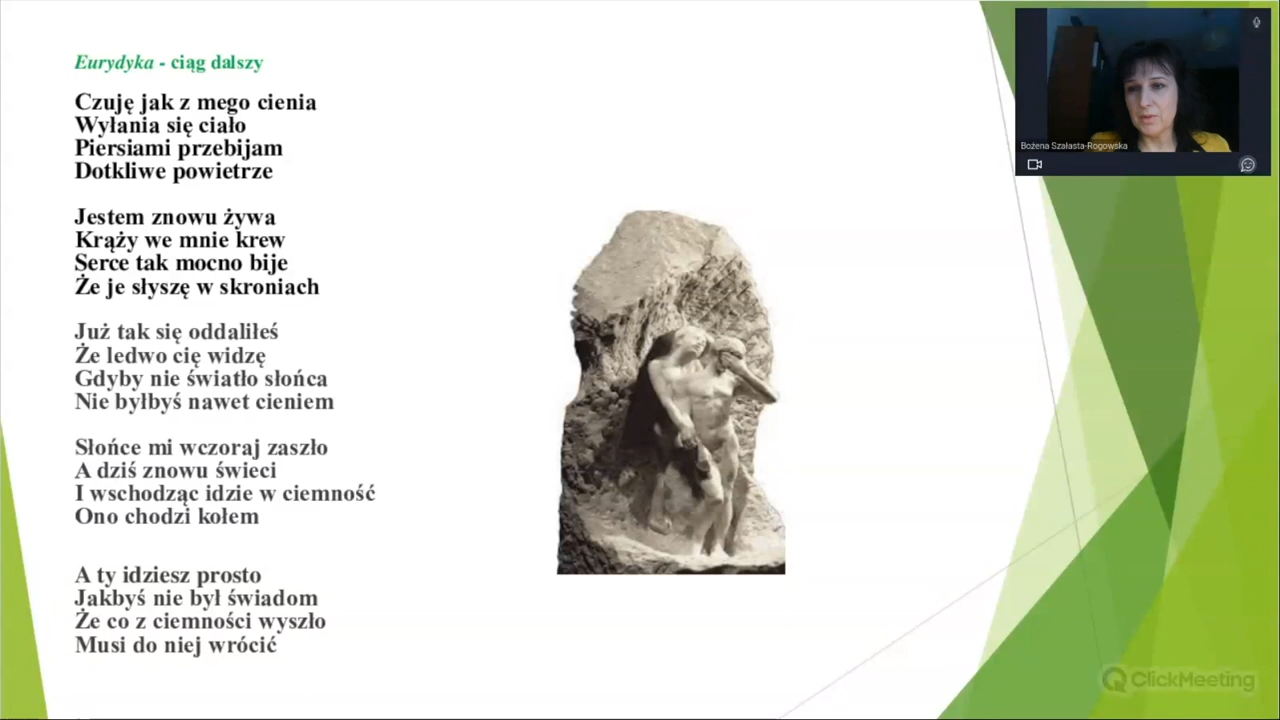 Eurydyka - ciąg dalszy
Czuję jak z mego cienia
Wyłania się ciało
Piersiami przebijam
Dotkliwe powietrze
Jestem znowu żywa
Krąży we mnie krew
Serce tak mocno bije
Że je słyszę w skroniach
Już tak się oddaliłeś
Że ledwo cię widzę
Gdyby nie światło słońca
Nie byłbyś nawet cieniem
Słońce mi wczoraj zaszło
A dziś znowu świeci
I wschodząc idzie w ciemność
Ono chodzi kołem
A ty idziesz prosto
Jakbyś nie był świadom
Że co z ciemności wyszło
Musi do niej wrócić
Bożena Szałasta-Rogowska
ClickMeeting